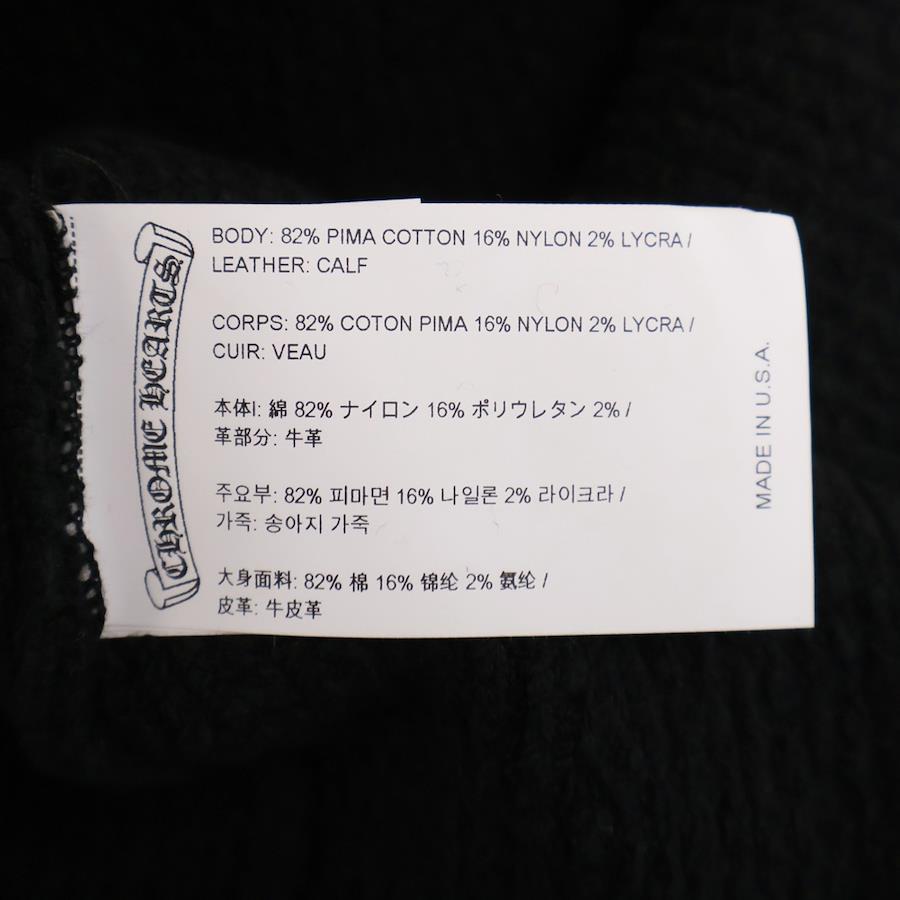 CHROME HEARTS
BODY: 82% PIMA COTTON 16% NYLON 2% LYCRA /
LEATHER: CALF
CORPS: 82% COTON PIMA 16% NYLON 2% LYCRA /
CUIR: VEAU
本体I: 綿 82% ナイロン 16% ポリウレタン 2% /
革部分: 牛革
주요부: 82% 피마면 16% 나일론 2% 라이크라 /
가죽: 송아지 가죽
大身面料: 82% 棉 16% 锦纶 2% 氨纶 /
皮革: 牛皮革
MADE IN U.S.A.